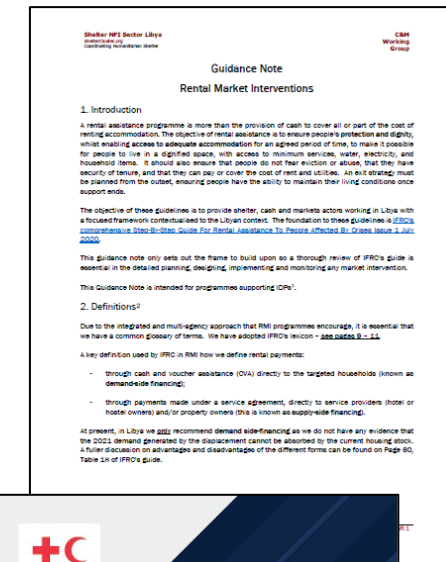 Shelter NFI Sector Libya
ShelterCluster.org
Coordinating Humanitarian Shelter
C&M
Working
Group
Guidance Note
Rental Market Interventions
1. Introduction
A rental assistance programme is more than the provision of cash to cover all or part of the cost of
renting accommodation. The objective of rental assistance is to ensure people's protection and dignity,
whilst enabling access to adequate accommodation for an agreed period of time, to make it possible
for people to live in a dignified space, with access to minimum services, water, electricity, and
household items. It should also ensure that people do not fear eviction or abuse, that they have
security of tenure, and that they can pay or cover the cost of rent and utilities. An exit strategy must
be planned from the outset, ensuring people have the ability to maintain their living conditions once
support ends.
The objective of these guidelines is to provide shelter, cash and markets actors working in Libya with
a focused framework contextualised to the Libyan context. The foundation to these guidelines is IFRC's
comprehensive Step-By-Step Guide For Rental Assistance To People Affected By Crises Issue 1 July
2020.
This guidance note only sets out the frame to build upon so a thorough review of IFRC's guide is
essential in the detailed planning, designing, implementing and monitoring any market intervention.
This Guidance Note is intended for programmes supporting IDPs¹.
2. Definitions²
Due to the integrated and multi-agency approach that RMI programmes encourage, it is essential that
we have a common glossary of terms. We have adopted IFRC's lexicon – see pages 9 – 11.
A key definition used by IFRC in RMI how we define rental payments:
- through cash and voucher assistance (CVA) directly to the targeted households (known as
demand-side financing);
- through payments made under a service agreement, directly to service providers (hotel or
hostel owners) and/or property owners (this is known as supply-side financing).
At present, in Libya we only recommend demand side-financing as we do not have any evidence that
the 2021 demand generated by the displacement cannot be absorbed by the current housing stock.
A fuller discussion on advantages and disadvantages of the different forms can be found on Page 60,
Table 1H of IFRC's guide.